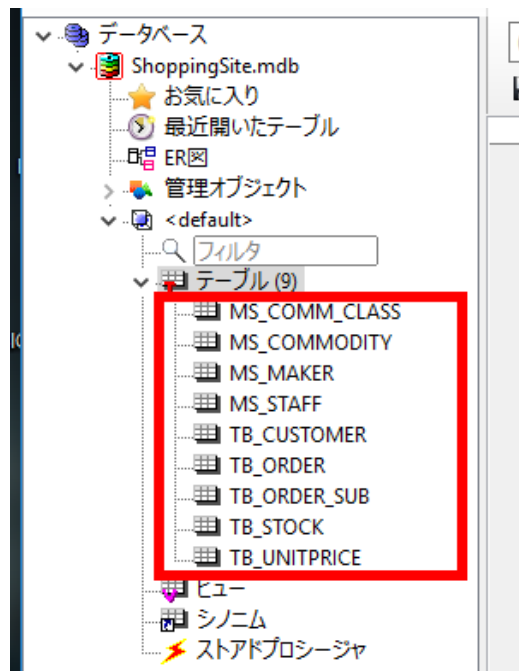 データベース
ShoppingSite.mdb
お気に入り
最近開いたテーブル
ER図
管理オブジェクト
<default>
フィルタ
テーブル (9)
MS_COMM_CLASS
MS_COMMODITY
MS_MAKER
MS_STAFF
TB_CUSTOMER
TB_ORDER
TB_ORDER_SUB
TB_STOCK
TB_UNITPRICE
ビュー
シノニム
ストアドプロシージャ